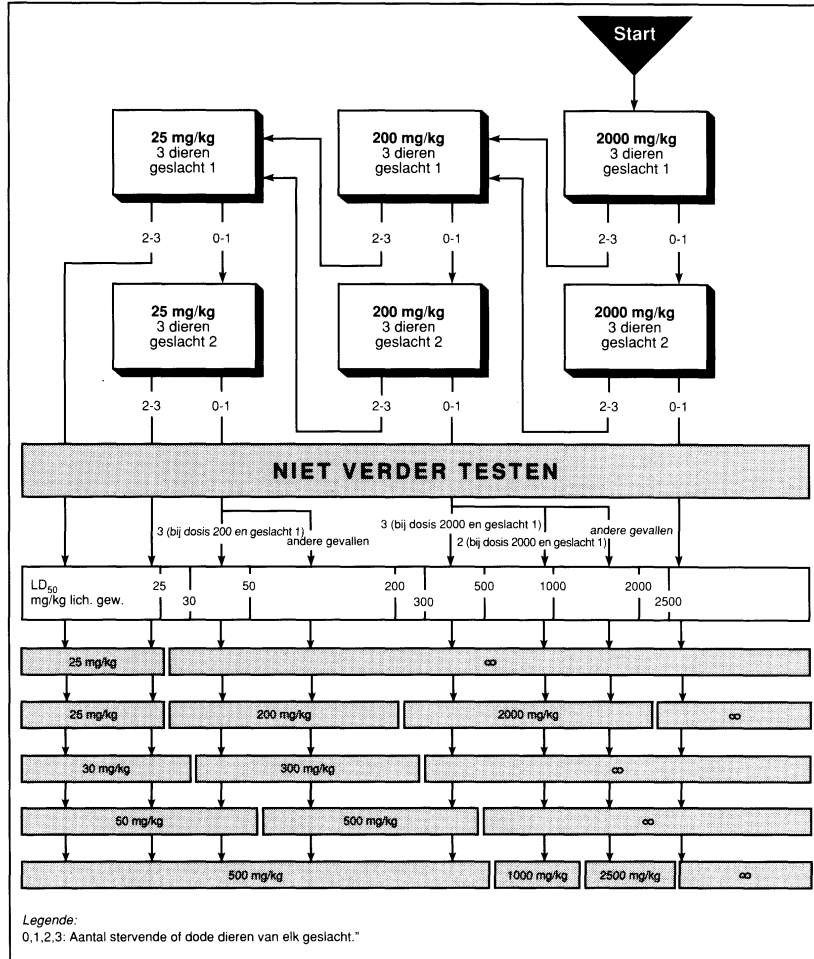 Start
25 mg/kg 200 mg/kg 2000 mg/kg
3 dieren 3 dieren 3 dieren
geslacht 1 geslacht 1 geslacht 1
2-3 0-1 2-3 0-1 2-3 0-1
25 mg/kg 200 mg/kg 2000 mg/kg
3 dieren 3 dieren 3 dieren
geslacht 2 geslacht 2 geslacht 2
2-3 0-1 2-3 0-1 2-3 0-1
NIET VERDER TESTEN
3 (bij dosis 200 en geslacht 1) andere gevallen
3 (bij dosis 2000 en geslacht 1) andere gevallen
2 (bij dosis 2000 en geslacht 1)
LD50 25 50 200 500 1000 2000
mg/kg lich. gew. 30 300 2500
25 mg/kg ∞
25 mg/kg 200 mg/kg 2000 mg/kg ∞
30 mg/kg 300 mg/kg ∞
50 mg/kg 500 mg/kg ∞
500 mg/kg 1000 mg/kg 2500 mg/kg ∞
Legende:
0,1,2,3: Aantal stervende of dode dieren van elk geslacht.”